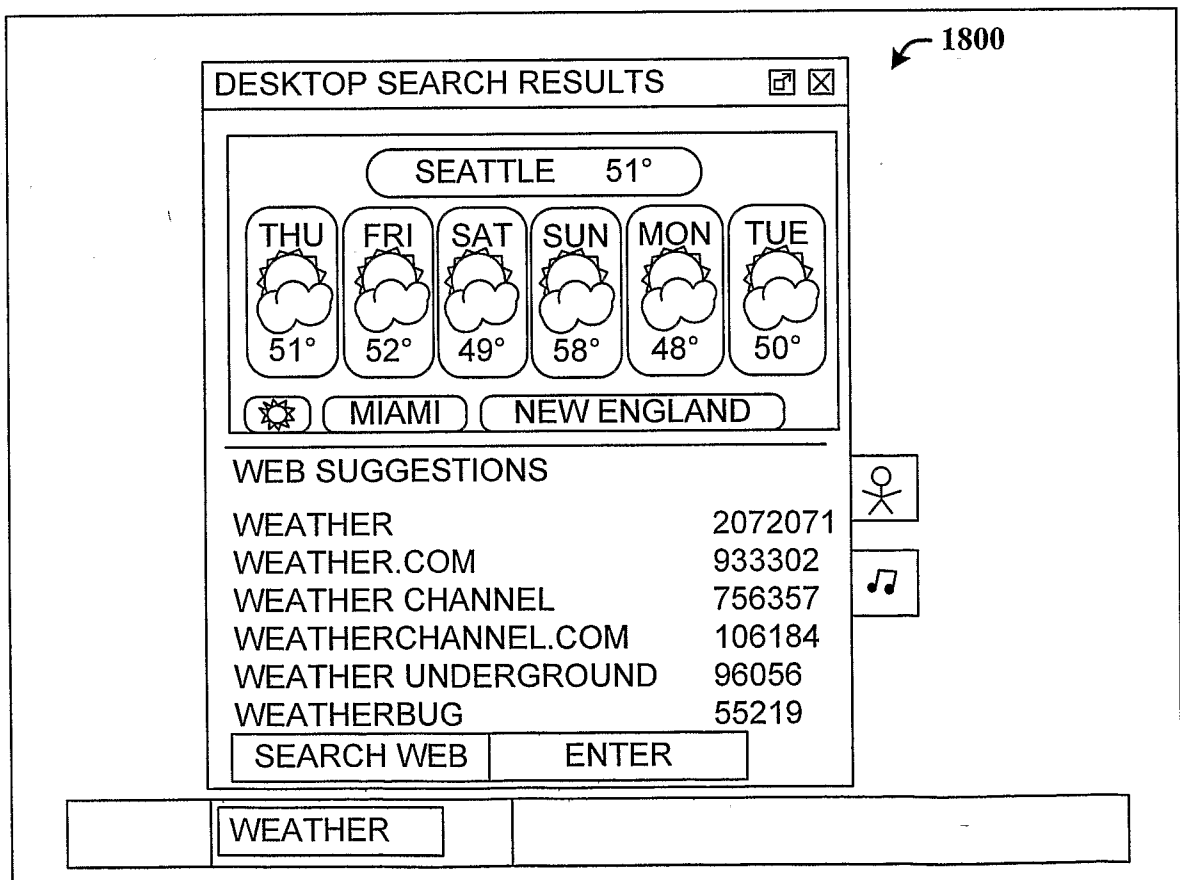 1800
DESKTOP SEARCH RESULTS
SEATTLE 51°
THU FRI SAT SUN MON TUE
51° 52° 49° 58° 48° 50°
MIAMI NEW ENGLAND
WEB SUGGESTIONS
WEATHER 2072071
WEATHER.COM 933302
WEATHER CHANNEL 756357
WEATHERCHANNEL.COM 106184
WEATHER UNDERGROUND 96056
WEATHERBUG 55219
SEARCH WEB ENTER
WEATHER